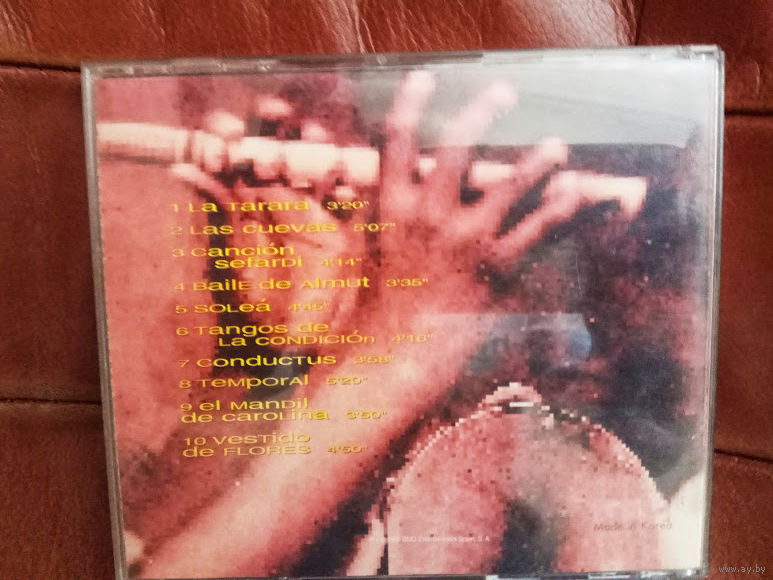 1 La Tarara 3'20"
2 Las cuevas 5'07"
3 canción
sefardí 4'14"
4 Baile de Almut 3'35"
5 soleá 4'45"
6 Tangos de
La condición 4'16"
7 conductus 3'58"
8 Temporal 5'20"
9 el Mandil
de carolina 3'50"
10 vestido
de FLORES 4'50"
Made in Korea
BMG Entertainment Spain, S.A.
www.ay.by